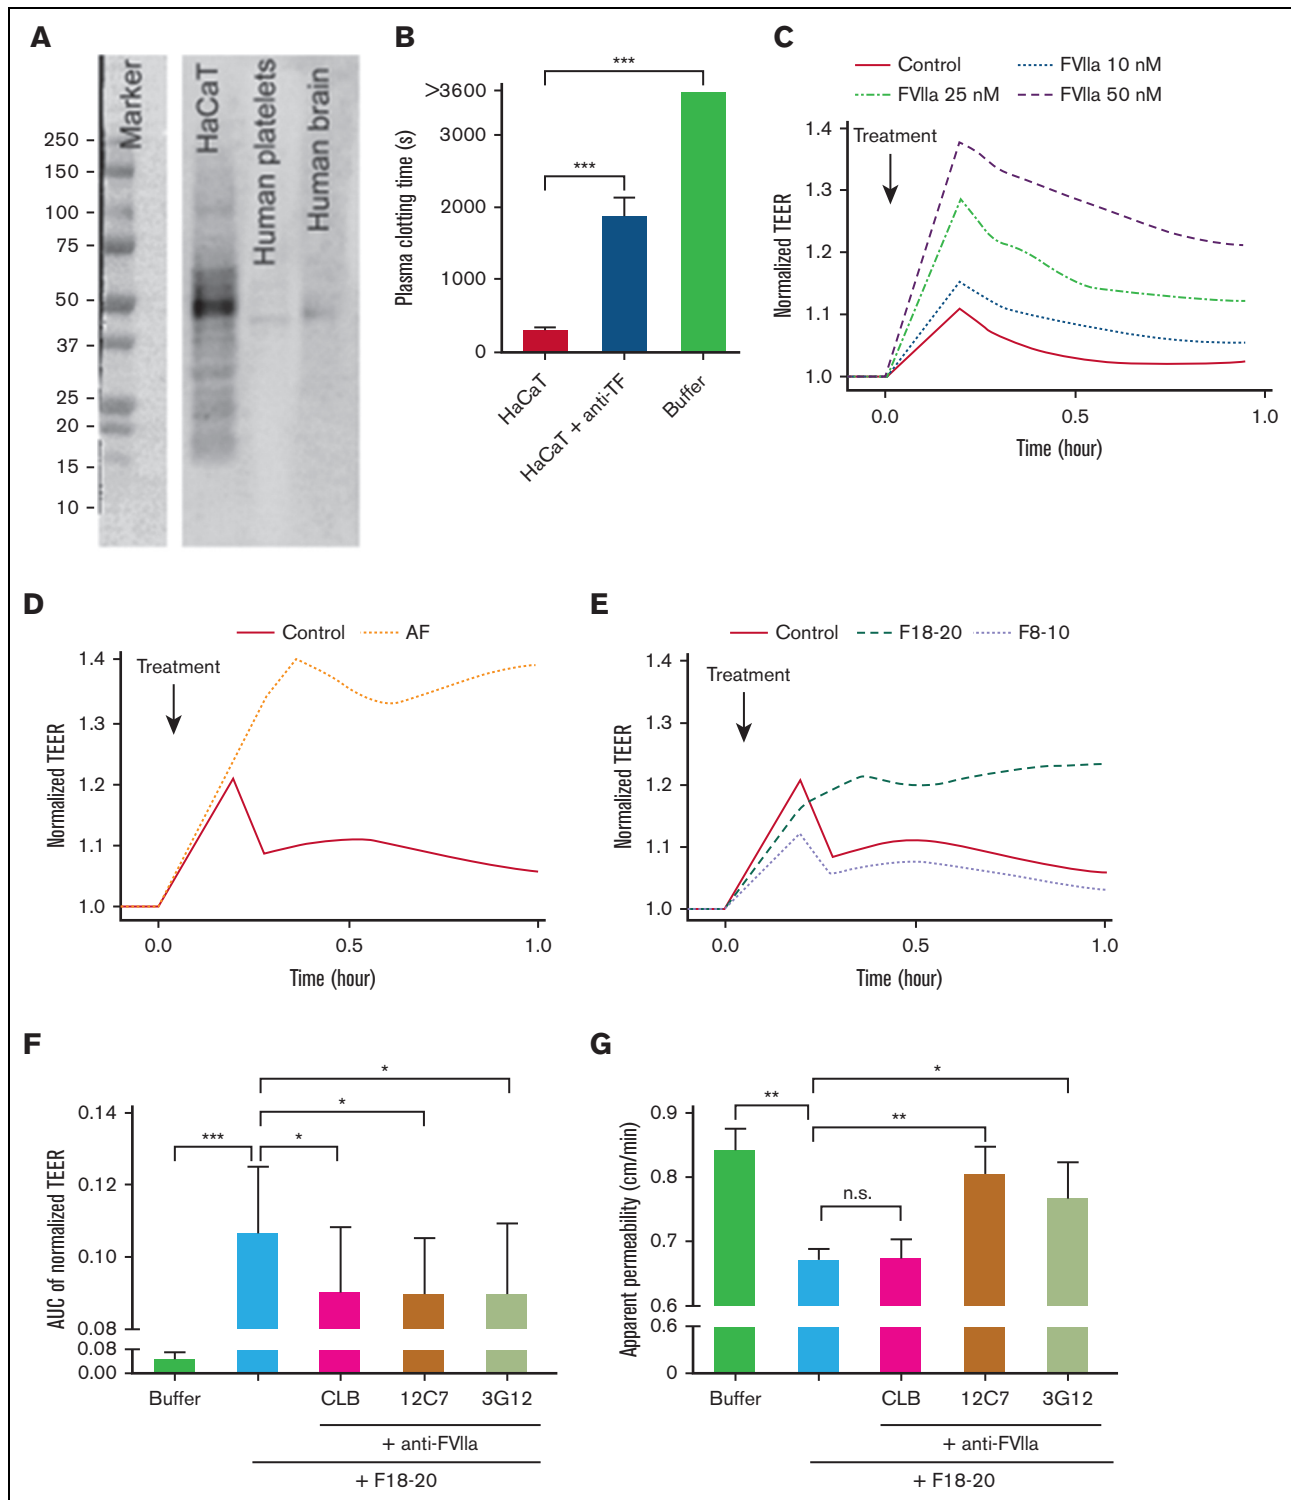 A
Marker
HaCaT
Human platelets
Human brain
250
150
100
75
50
37
25
20
15
10
B
***
***
>3600
3000
2000
1000
0
Plasma clotting time (s)
HaCaT
HaCaT + anti-TF
Buffer
C
Control
FVIIa 10 nM
FVIIa 25 nM
FVIIa 50 nM
Treatment
1.4
1.3
1.2
1.1
1.0
Normalized TEER
0.0
0.5
1.0
Time (hour)
D
Control
AF
Treatment
1.4
1.3
1.2
1.1
1.0
Normalized TEER
0.0
0.5
1.0
Time (hour)
E
Control
F18-20
F8-10
Treatment
1.4
1.3
1.2
1.1
1.0
Normalized TEER
0.0
0.5
1.0
Time (hour)
F
*
*
***
*
0.14
0.12
0.10
0.08
0.08
0.00
AUC of normalized TEER
Buffer
CLB
12C7
3G12
+ anti-FVIIa
+ F18-20
G
*
**
**
n.s.
0.9
0.8
0.7
0.6
0.6
0
Apparent permeability (cm/min)
Buffer
CLB
12C7
3G12
+ anti-FVIIa
+ F18-20